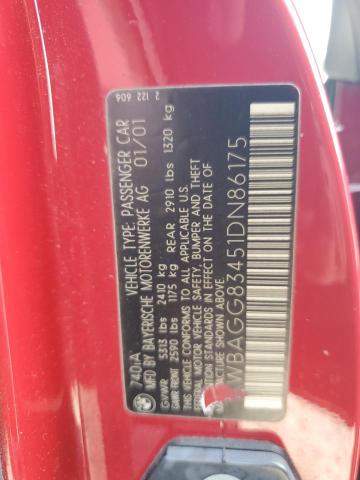 740iA VEHICLE TYPE: PASSENGER CAR 2 122 606
MFD BY BAYERISCHE MOTORENWERKE AG 01/01
GVWR 5313 lbs 2410 kg
GWR FRONT 2590 lbs 1175 kg REAR 2910 lbs 1320 kg
THIS VEHICLE CONFORMS TO ALL APPLICABLE FEDERAL
MOTOR VEHICLE SAFETY, BUMPER AND THEFT
STANDARDS IN EFFECT ON THE DATE OF
MANUFACTURE SHOWN ABOVE.
WBAGG83451DN86175